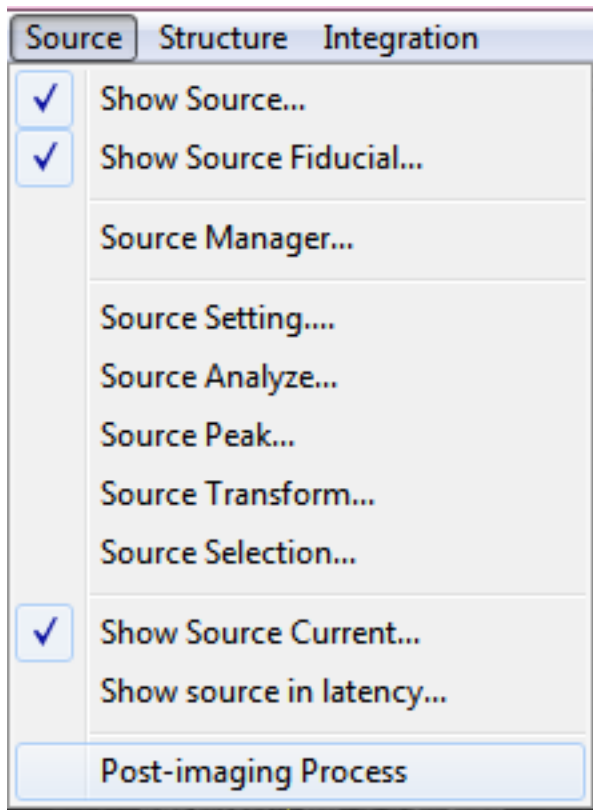 Source Structure Integration
Show Source...
Show Source Fiducial...
Source Manager...
Source Setting....
Source Analyze...
Source Peak...
Source Transform...
Source Selection...
Show Source Current...
Show source in latency...
Post-imaging Process